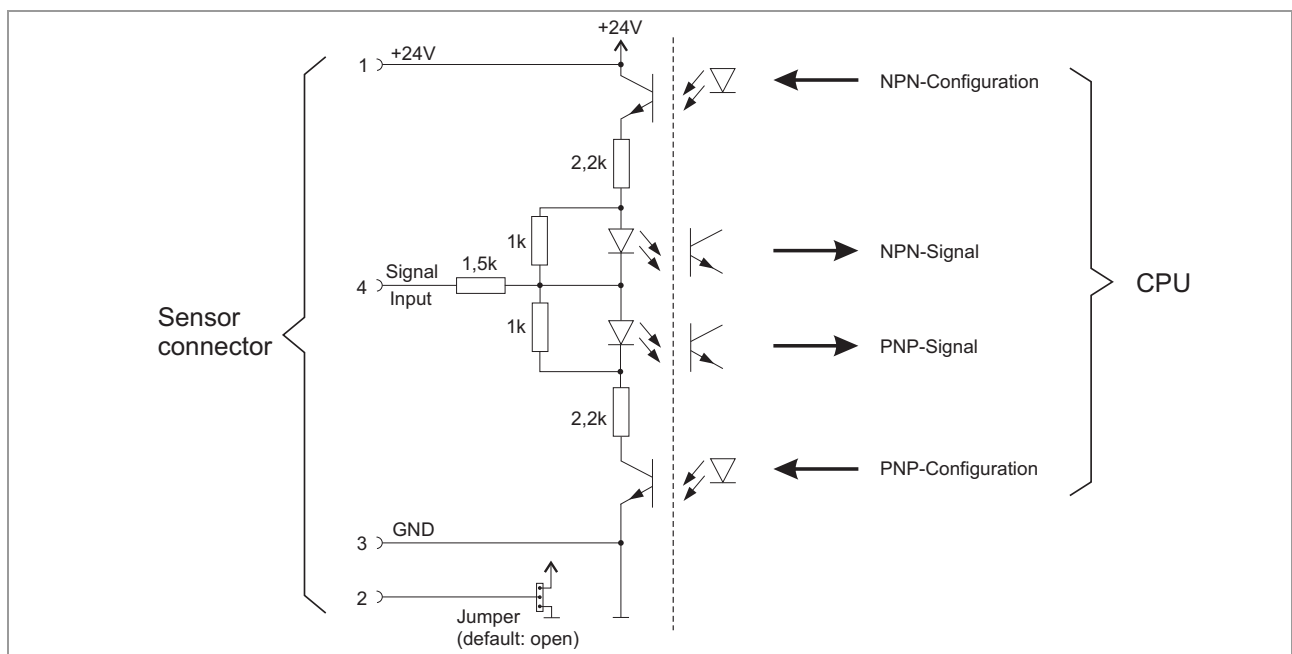 +24V
1 +24V
NPN-Configuration
2,2k
1k
NPN-Signal
1,5k
4 Signal
Input
CPU
Sensor
connector
1k
PNP-Signal
2,2k
PNP-Configuration
3 GND
2
Jumper
(default: open)